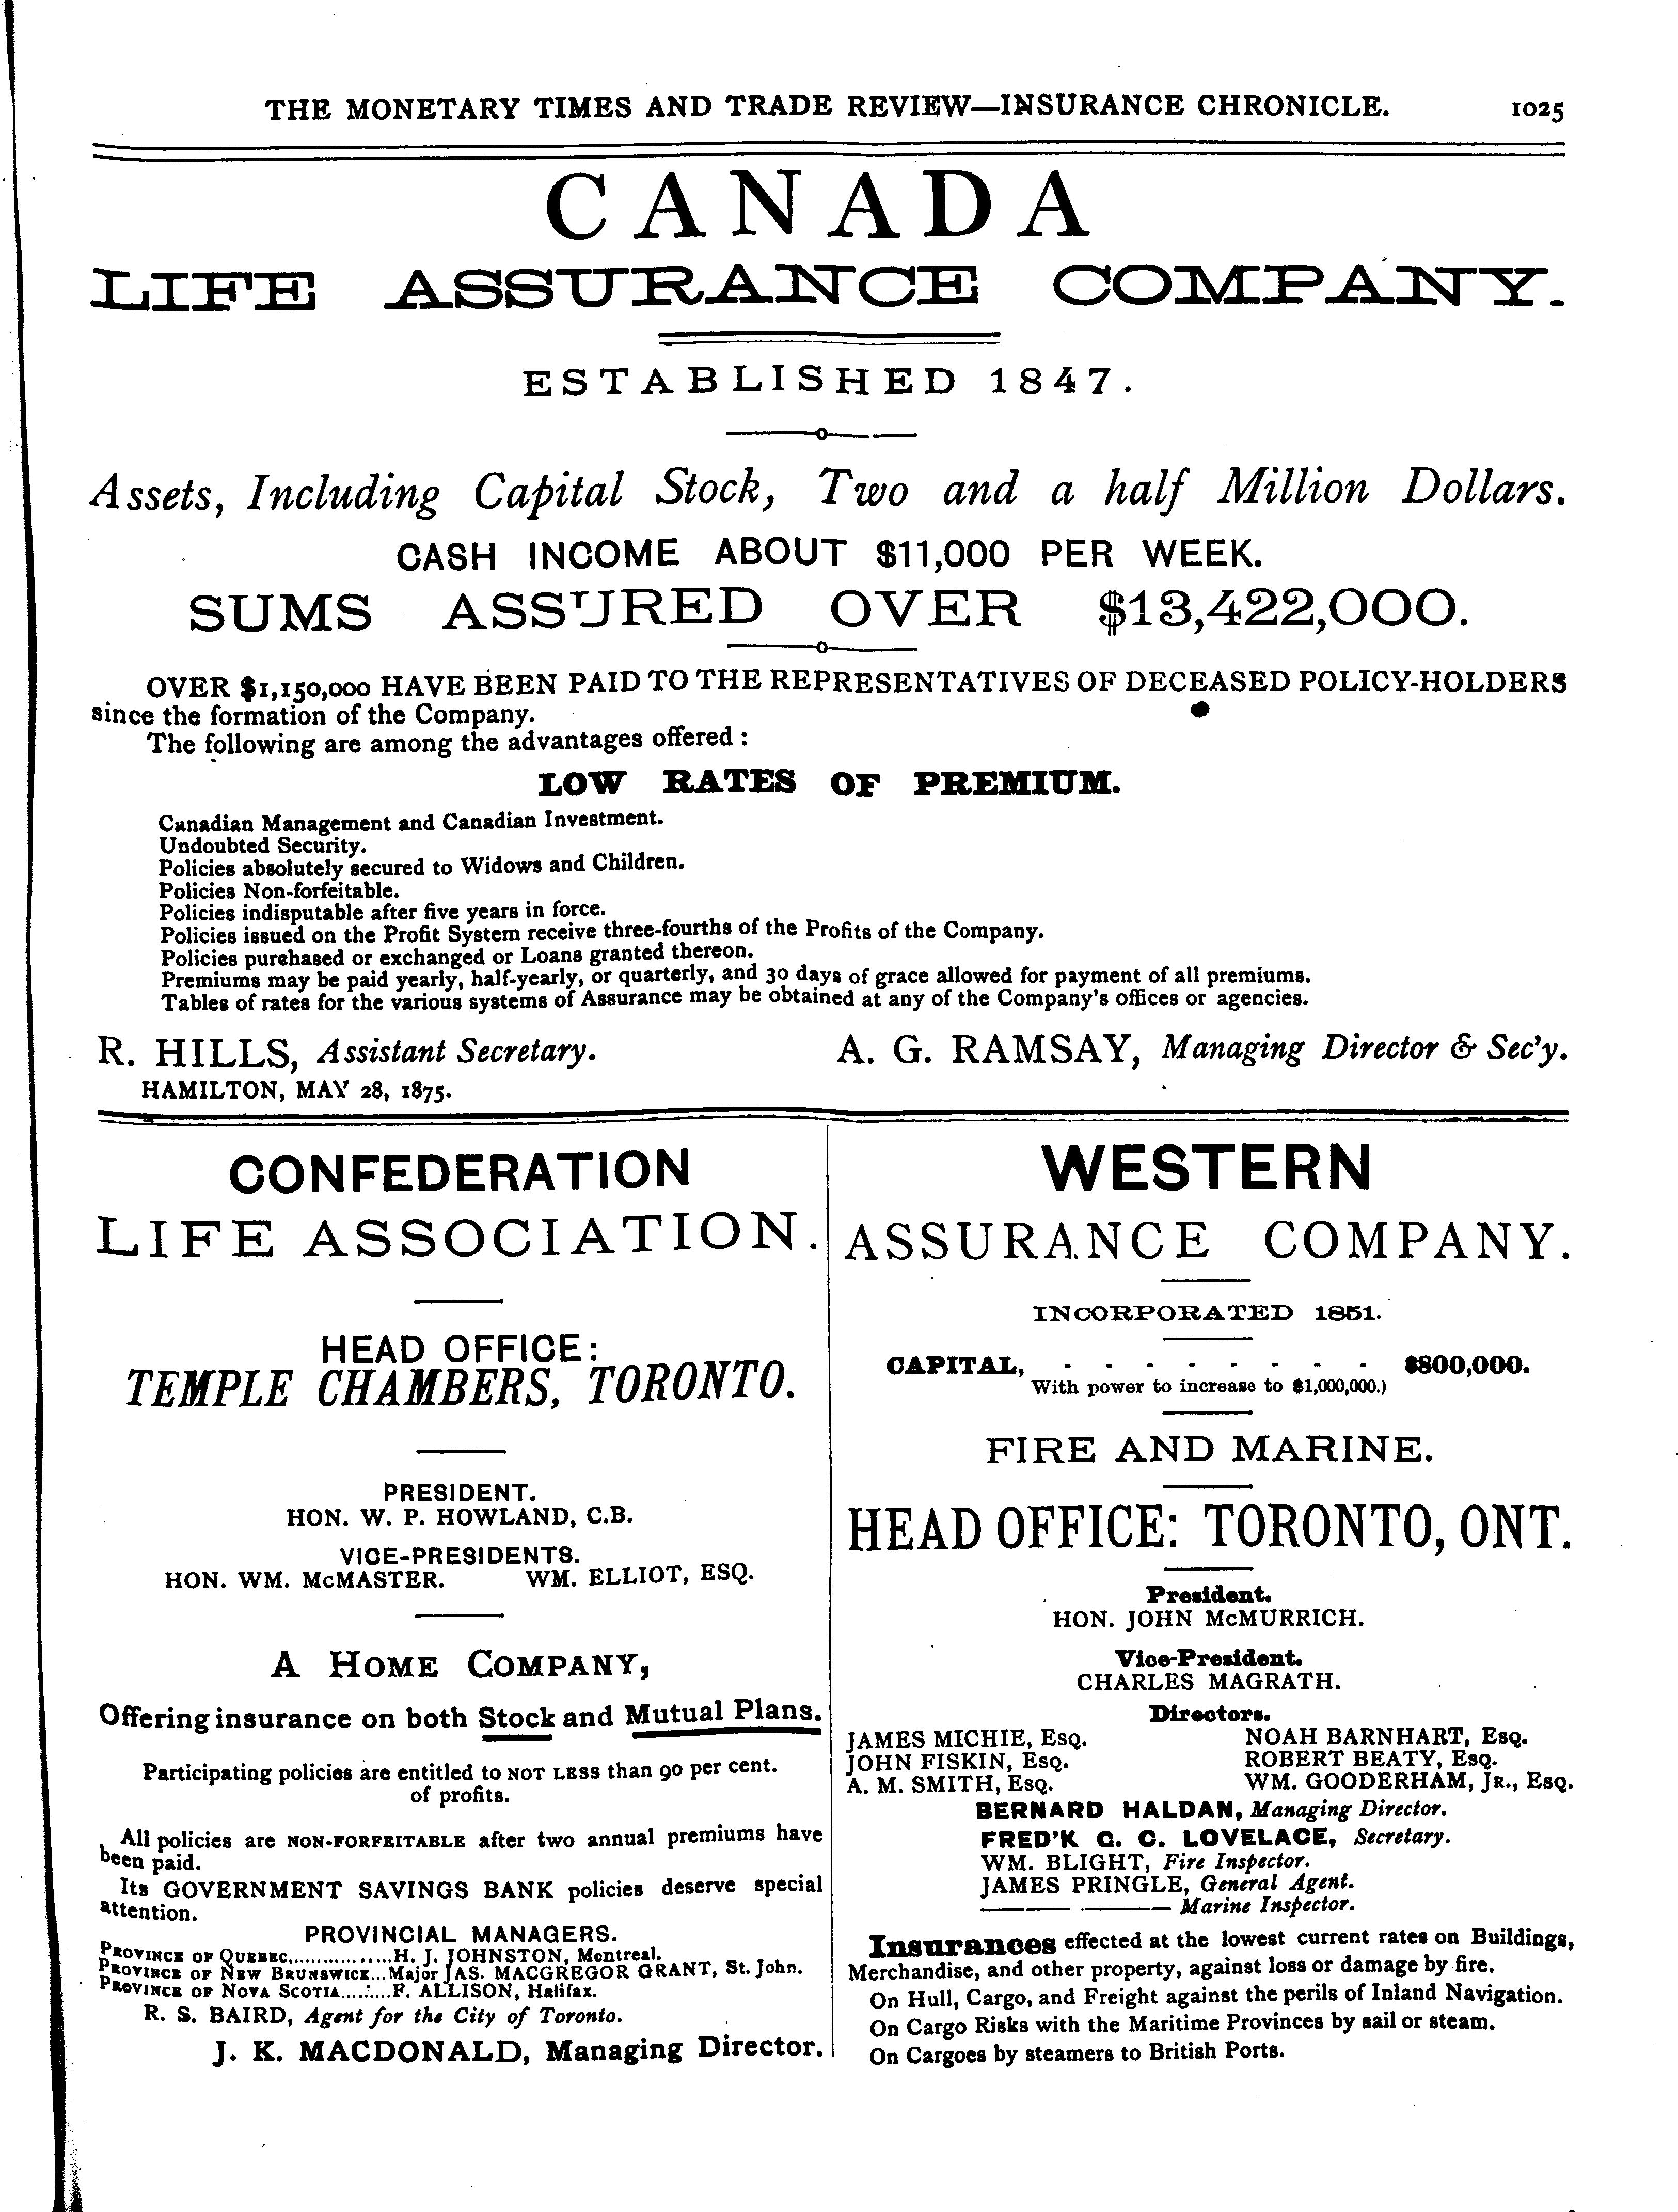 THE MONETARY TIMES AND TRADE REVIEW—INSURANCE CHRONICLE. 1025
CANADA
LIFE ASSURANCE COMPANY.
ESTABLISHED 1847.
Assets, Including Capital Stock, Two and a half Million Dollars.
CASH INCOME ABOUT $11,000 PER WEEK.
SUMS ASSURED OVER $13,422,000.
OVER $1,150,000 HAVE BEEN PAID TO THE REPRESENTATIVES OF DECEASED POLICY-HOLDERS
since the formation of the Company.
The following are among the advantages offered :
LOW RATES OF PREMIUM.
Canadian Management and Canadian Investment.
Undoubted Security.
Policies absolutely secured to Widows and Children.
Policies Non-forfeitable.
Policies indisputable after five years in force.
Policies issued on the Profit System receive three-fourths of the Profits of the Company.
Policies purehased or exchanged or Loans granted thereon.
Premiums may be paid yearly, half-yearly, or quarterly, and 30 days of grace allowed for payment of all premiums.
Tables of rates for the various systems of Assurance may be obtained at any of the Company's offices or agencies.
R. HILLS, Assistant Secretary. A. G. RAMSAY, Managing Director & Sec'y.
HAMILTON, MAY 28, 1875.
CONFEDERATION
LIFE ASSOCIATION.
HEAD OFFICE:
TEMPLE CHAMBERS, TORONTO.
PRESIDENT.
HON. W. P. HOWLAND, C.B.
VICE-PRESIDENTS.
HON. WM. McMASTER. WM. ELLIOT, ESQ.
A HOME COMPANY,
Offering insurance on both Stock and Mutual Plans.
Participating policies are entitled to NOT LESS than 90 per cent.
of profits.
All policies are NON-FORFEITABLE after two annual premiums have
been paid.
Its GOVERNMENT SAVINGS BANK policies deserve special
attention.
PROVINCIAL MANAGERS.
PROVINCE OF QUEBEC..................H. J. JOHNSTON, Montreal.
PROVINCE OF NEW BRUNSWICK...Major JAS. MACGREGOR GRANT, St. John.
PROVINCE OF NOVA SCOTIA.........F. ALLISON, Halifax.
R. S. BAIRD, Agent for the City of Toronto.
J. K. MACDONALD, Managing Director.
WESTERN
ASSURANCE COMPANY.
INCORPORATED 1851.
CAPITAL, - - - - - - - - $800,000.
With power to increase to $1,000,000.)
FIRE AND MARINE.
HEAD OFFICE: TORONTO, ONT.
President.
HON. JOHN McMURRICH.
Vice-President.
CHARLES MAGRATH.
Directors.
JAMES MICHIE, ESQ. NOAH BARNHART, ESQ.
JOHN FISKIN, ESQ. ROBERT BEATY, ESQ.
A. M. SMITH, ESQ. WM. GOODERHAM, JR., ESQ.
BERNARD HALDAN, Managing Director.
FRED'K G. C. LOVELACE, Secretary.
WM. BLIGHT, Fire Inspector.
JAMES PRINGLE, General Agent.
——— ——— Marine Inspector.
Insurances effected at the lowest current rates on Buildings,
Merchandise, and other property, against loss or damage by fire.
On Hull, Cargo, and Freight against the perils of Inland Navigation.
On Cargo Risks with the Maritime Provinces by sail or steam.
On Cargoes by steamers to British Ports.